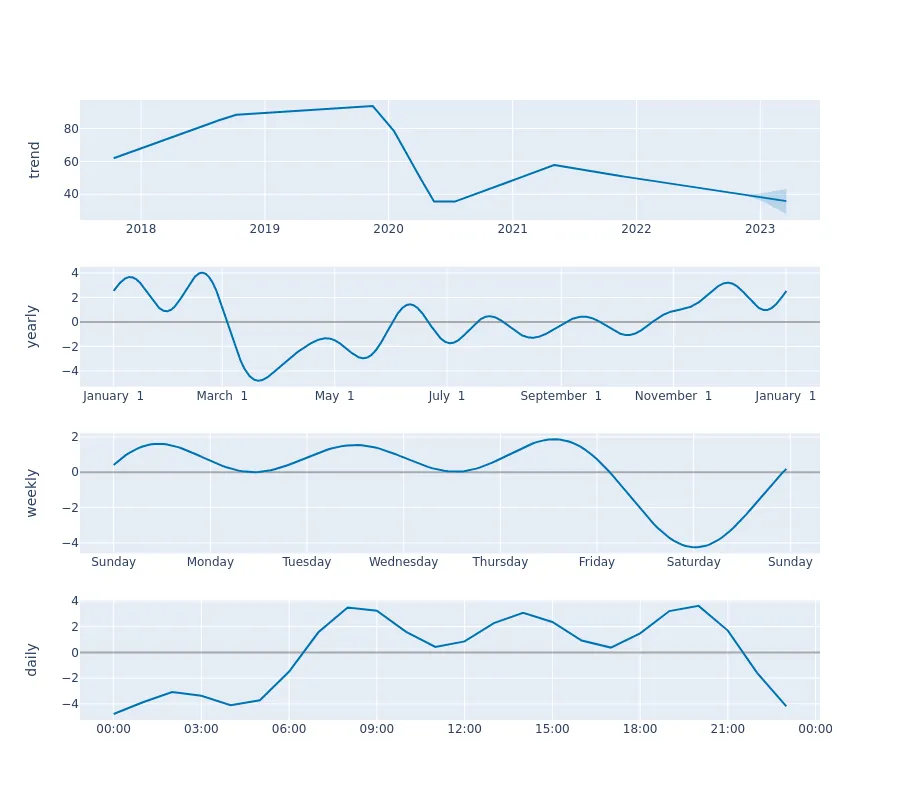 trend
80
60
40
2018 2019 2020 2021 2022 2023
yearly
4
2
0
−2
−4
January 1 March 1 May 1 July 1 September 1 November 1 January 1
weekly
2
0
−2
−4
Sunday Monday Tuesday Wednesday Thursday Friday Saturday Sunday
daily
4
2
0
−2
−4
00:00 03:00 06:00 09:00 12:00 15:00 18:00 21:00 00:00